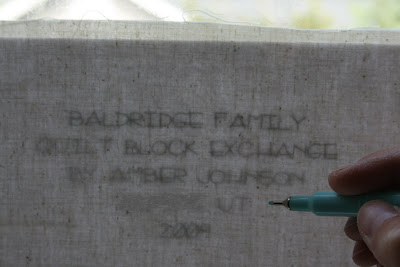 BALDRIDGE FAMILY
QUILT BLOCK EXCHANGE
BY AMBER JOHNSON
UT
2009